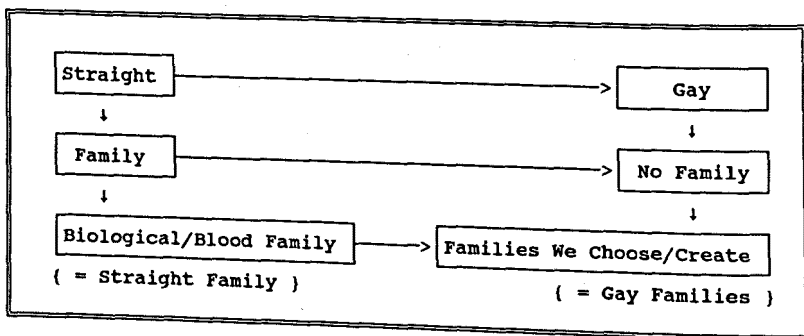 Straight
Gay
Family
No Family
Biological/Blood Family
Families We Choose/Create
{ = Straight Family }
{ = Gay Families }